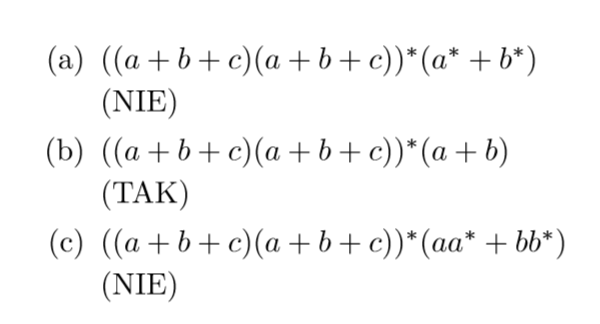 (a) ((a + b + c)(a + b + c))*(a* + b*)
(NIE)
(b) ((a + b + c)(a + b + c))*(a + b)
(TAK)
(c) ((a + b + c)(a + b + c))*(aa* + bb*)
(NIE)